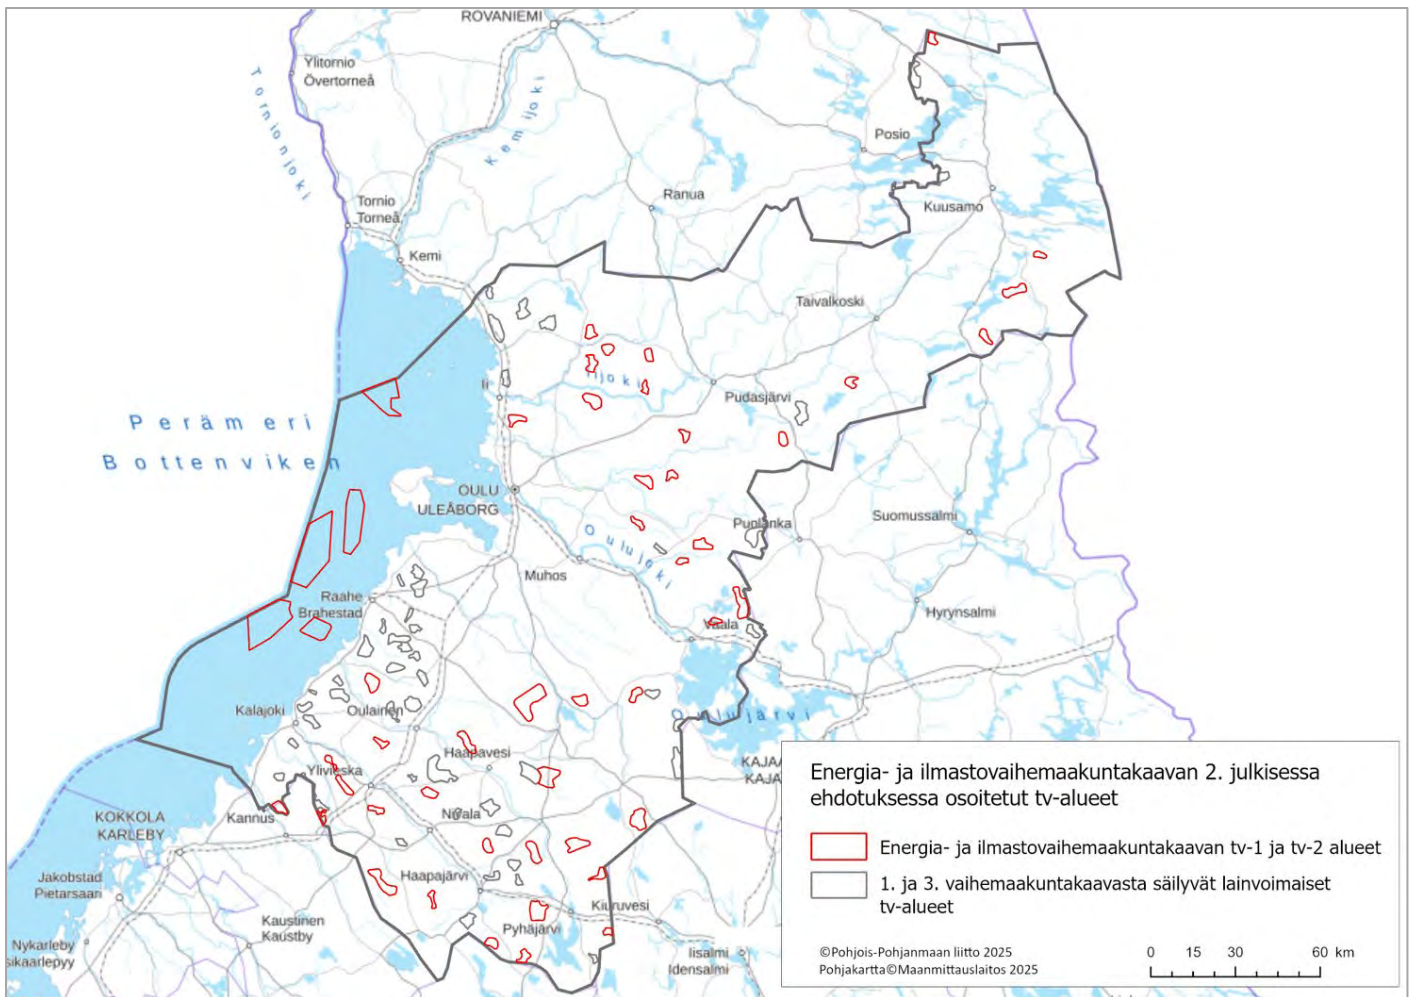 ROVANIEMI
Ylitornio
Övertorneå
Tornionjoki
Kemijoki
Posio
Ranua
Kuusamo
Tornio
Torneå
Kemi
Taivalkoski
Ii
Iijoki
Pudasjärvi
Perämeri
Bottenviken
OULU
ULEÅBORG
Puolanka
Suomussalmi
Oulujoki
Muhos
Raahe
Brahestad
Hyrynsalmi
Vaala
Kalajoki
Oulainen
Oulujärvi
Haapavesi
Ylivieska
KAJAA
KAJA
Kannus
Nivala
KOKKOLA
KARLEBY
Haapajärvi
Jakobstad
Pietarsaari
Kiuruvesi
Kaustinen
Kaustby
Pyhäjärvi
Nykarleby
sikaarlepyy
Iisalmi
Idensalmi
Energia- ja ilmastovaihemaakuntakaavan 2. julkisessa
ehdotuksessa osoitetut tv-alueet
Energia- ja ilmastovaihemaakuntakaavan tv-1 ja tv-2 alueet
1. ja 3. vaihemaakuntakaavasta säilyvät lainvoimaiset
tv-alueet
©Pohjois-Pohjanmaan liitto 2025
Pohjakartta©Maanmittauslaitos 2025
0 15 30 60 km